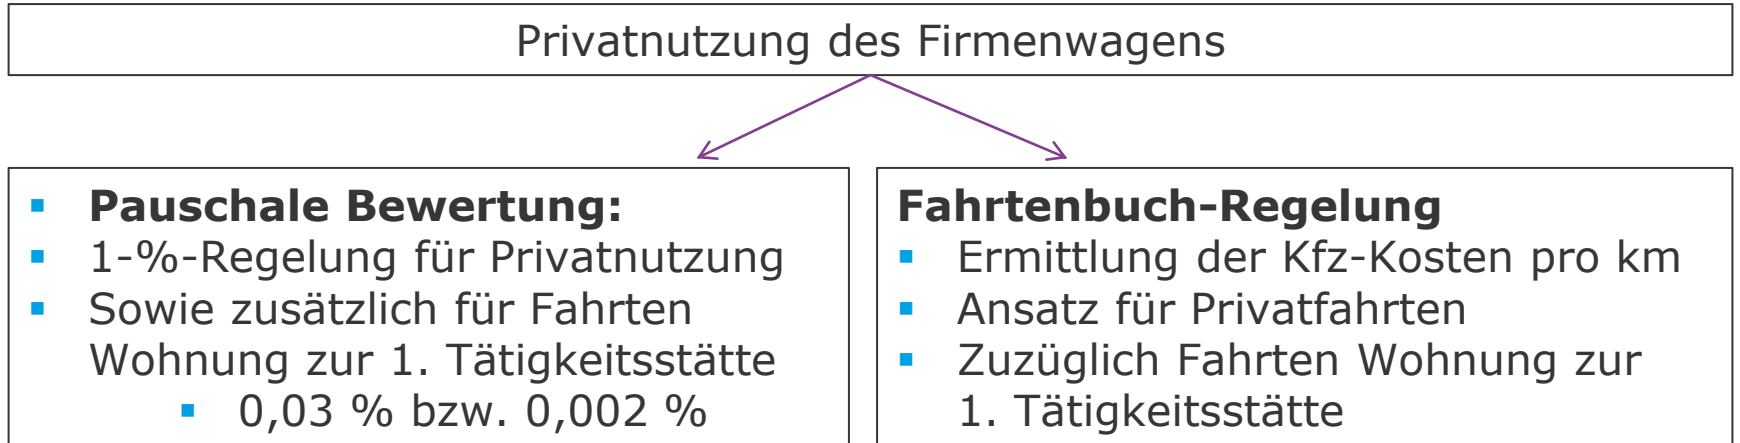 Privatnutzung des Firmenwagens
▪ Pauschale Bewertung:
▪ 1-%-Regelung für Privatnutzung
▪ Sowie zusätzlich für Fahrten
Wohnung zur 1. Tätigkeitsstätte
▪ 0,03 % bzw. 0,002 %
Fahrtenbuch-Regelung
▪ Ermittlung der Kfz-Kosten pro km
▪ Ansatz für Privatfahrten
▪ Zuzüglich Fahrten Wohnung zur
1. Tätigkeitsstätte